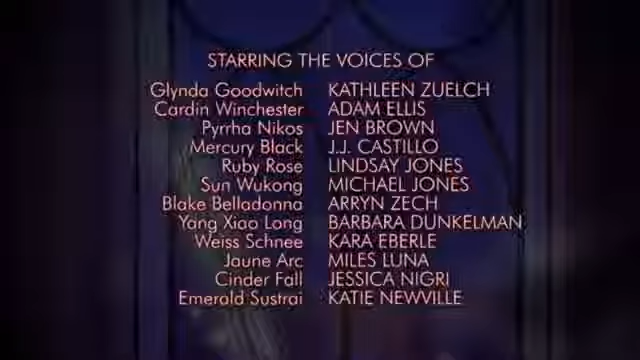 STARRING THE VOICES OF
Glynda Goodwitch KATHLEEN ZUELCH
Cardin Winchester ADAM ELLIS
Pyrrha Nikos JEN BROWN
Mercury Black J.J. CASTILLO
Ruby Rose LINDSAY JONES
Sun Wukong MICHAEL JONES
Blake Belladonna ARRYN ZECH
Yang Xiao Long BARBARA DUNKELMAN
Weiss Schnee KARA EBERLE
Jaune Arc MILES LUNA
Cinder Fall JESSICA NIGRI
Emerald Sustrai KATIE NEWVILLE